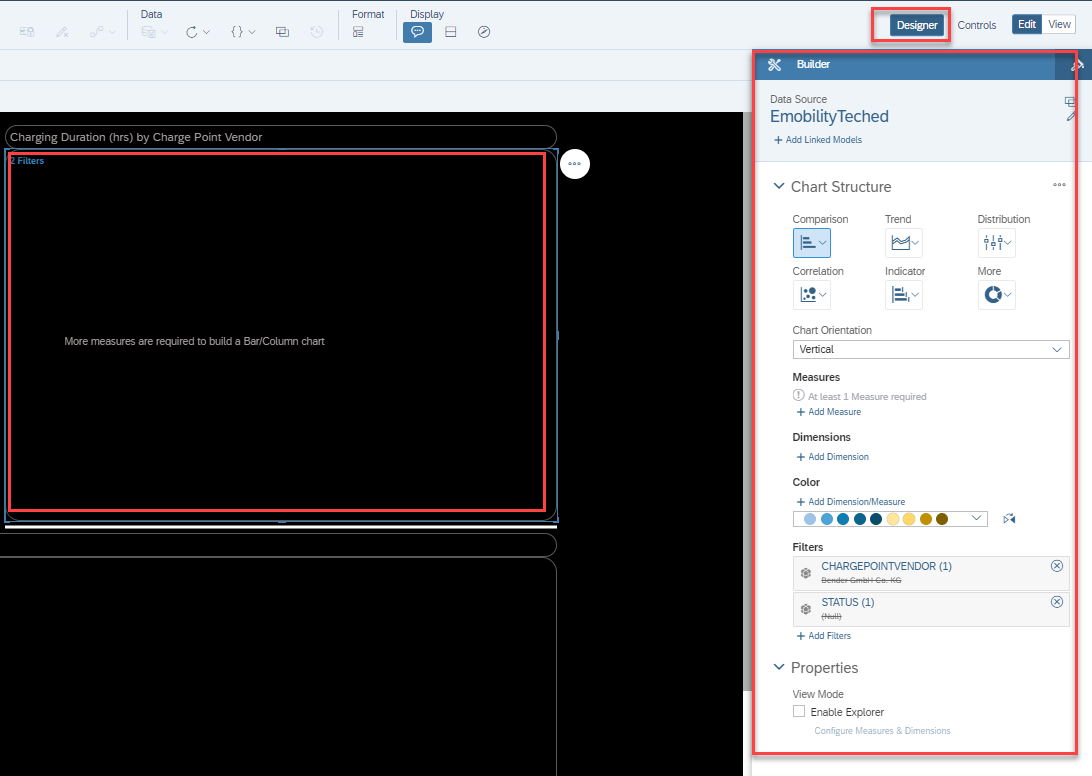 Data
Format
Display
Designer
Controls
Edit
View
Builder
Data Source
EmobilityTeched
+ Add Linked Models
Charging Duration (hrs) by Charge Point Vendor
2 Filters
More measures are required to build a Bar/Column chart
Chart Structure
Comparison
Trend
Distribution
Correlation
Indicator
More
Chart Orientation
Vertical
Measures
At least 1 Measure required
+ Add Measure
Dimensions
+ Add Dimension
Color
+ Add Dimension/Measure
Filters
CHARGEPOINTVENDOR (1)
Bender GmbH Co. KG
STATUS (1)
(Null)
+ Add Filters
Properties
View Mode
Enable Explorer
Configure Measures & Dimensions